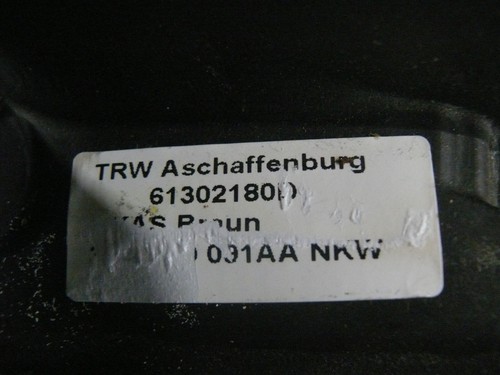 TRW Aschaffenburg
61302180D
Braun
091AA NKW